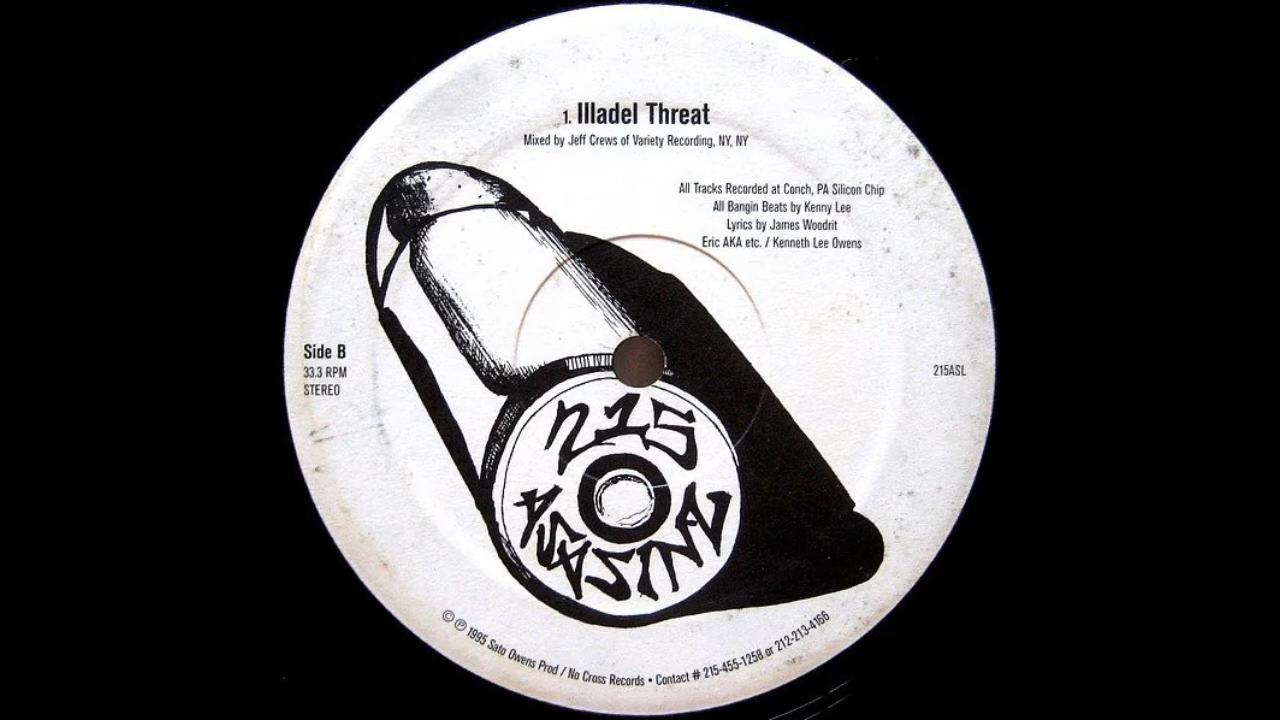 1. Illadel Threat
Mixed by Jeff Crews of Variety Recording, NY, NY
All Tracks Recorded at Conch, PA Silicon Chip
All Bangin Beats by Kenny Lee
Lyrics by James Woodrit
Eric AKA etc. / Kenneth Lee Owens
Side B
33.3 RPM
STEREO
215ASL
215
ASASINZ
© ℗ 1995 Sato Owens Prod / No Cross Records • Contact # 215-455-1258 or 212-213-4166